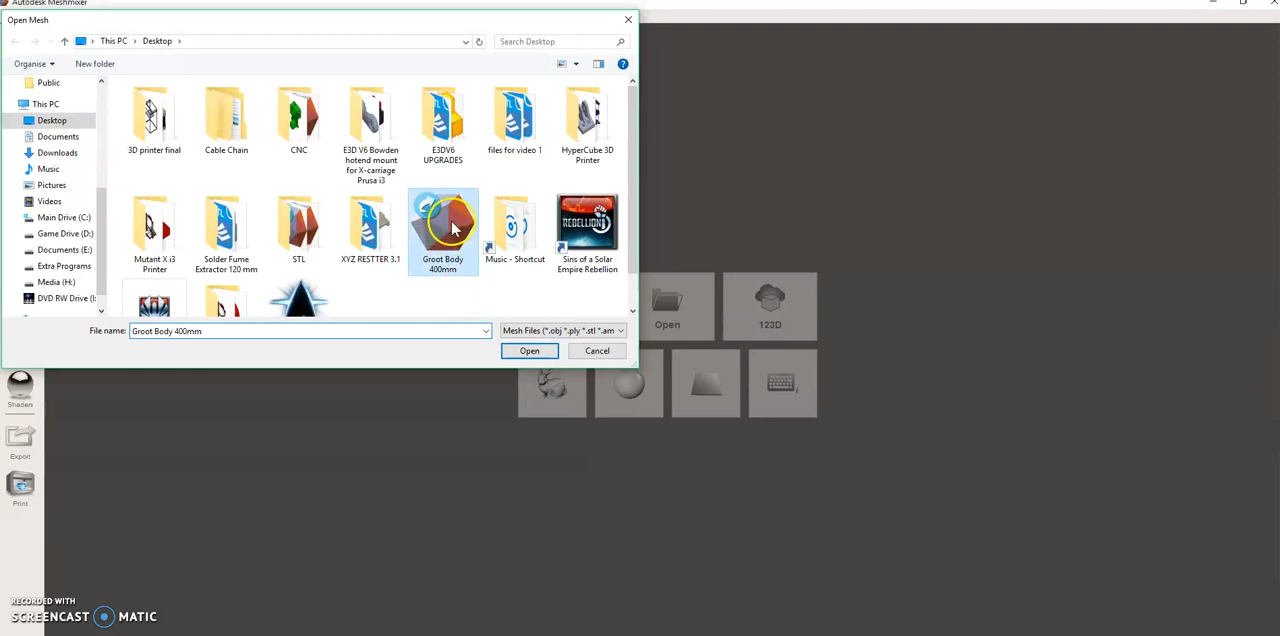 Autodesk Meshmixer
Open Mesh
This PC > Desktop >
Search Desktop
Organise
New folder
Public
This PC
Desktop
Documents
Downloads
Music
Pictures
Videos
Main Drive (C:)
Game Drive (D:)
Documents (E:)
Extra Programs
Media (H:)
DVD RW Drive (I:
3D printer final
Cable Chain
CNC
E3D V6 Bowden
hotend mount
for X-carriage
Prusa i3
E3DV6
UPGRADES
files for video 1
HyperCube 3D
Printer
Mutant X i3
Printer
Solder Fume
Extractor 120 mm
STL
XYZ RESTTER 3.1
Groot Body
400mm
Music - Shortcut
REBELLION
Sins of a Solar
Empire Rebellion
File name:
Groot Body 400mm
Mesh Files (*.obj *.ply *.stl *.am
Open
Cancel
Open
123D
Shaders
Export
Print
RECORDED WITH
SCREENCAST MATIC